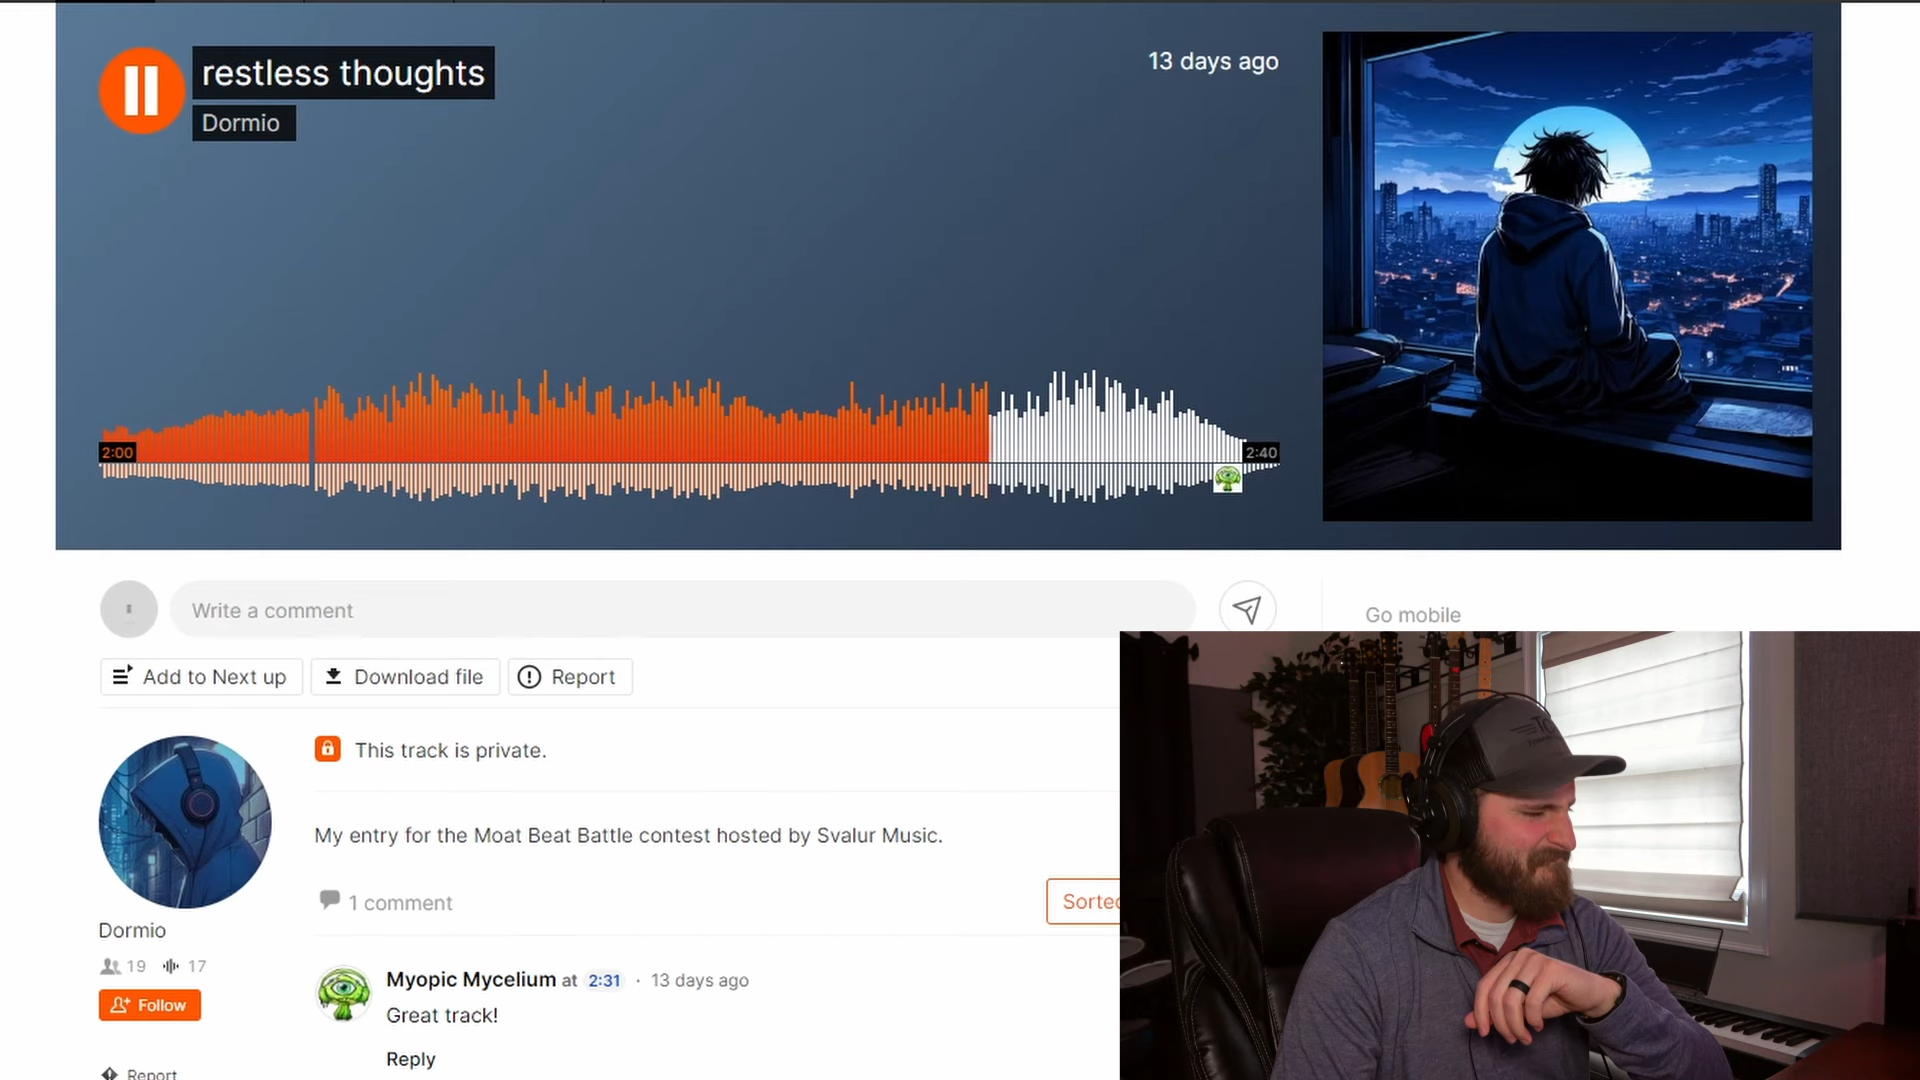 restless thoughts
13 days ago
Dormio
2:00
2:40
Write a comment
Go mobile
Add to Next up
Download file
Report
This track is private.
My entry for the Moat Beat Battle contest hosted by Svalur Music.
1 comment
Sorted
Dormio
19
17
Follow
Myopic Mycelium at 2:31 · 13 days ago
Great track!
Reply
Report